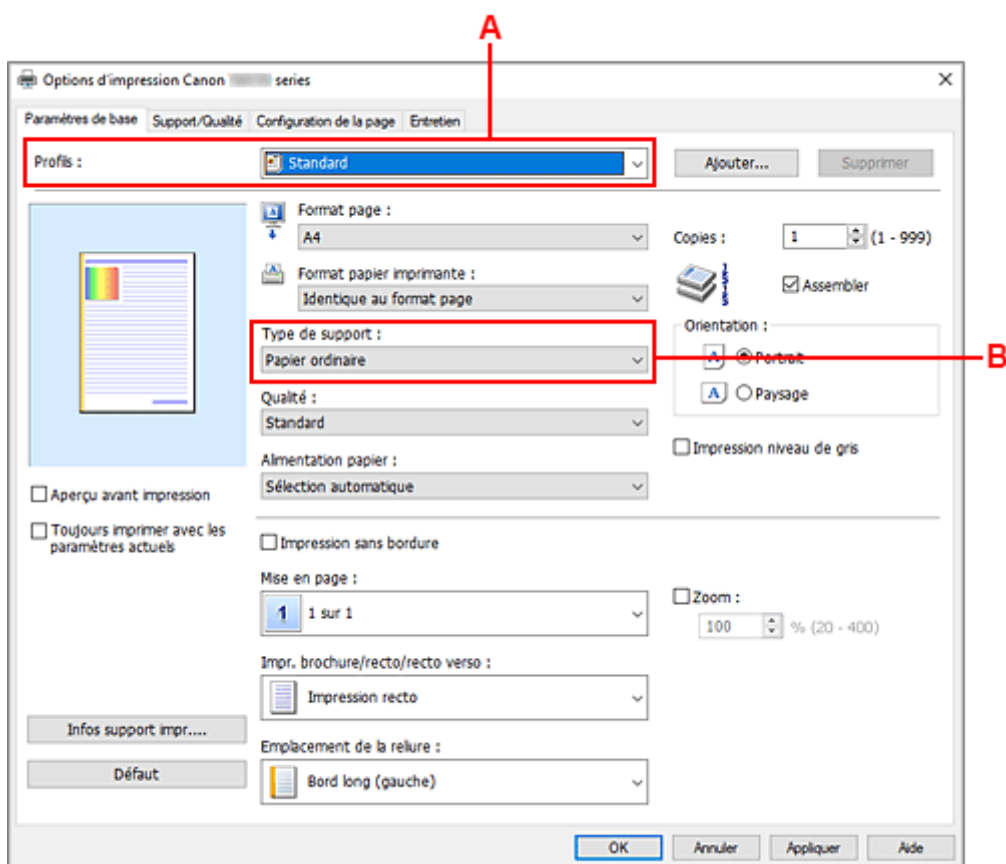 A
Options d'impression Canon series
Paramètres de base Support/Qualité Configuration de la page Entretien
Profils : Standard Ajouter... Supprimer
Format page :
A4
Copies : 1 (1 - 999)
Format papier imprimante :
Identique au format page
Assembler
Type de support :
Papier ordinaire
B
Orientation :
Portrait
Paysage
Qualité :
Standard
Impression niveau de gris
Alimentation papier :
Sélection automatique
Aperçu avant impression
Toujours imprimer avec les
paramètres actuels
Impression sans bordure
Mise en page :
1 1 sur 1
Zoom :
100 % (20 - 400)
Impr. brochure/recto/recto verso :
Impression recto
Infos support impr....
Emplacement de la reliure :
Défaut
Bord long (gauche)
OK Annuler Appliquer Aide